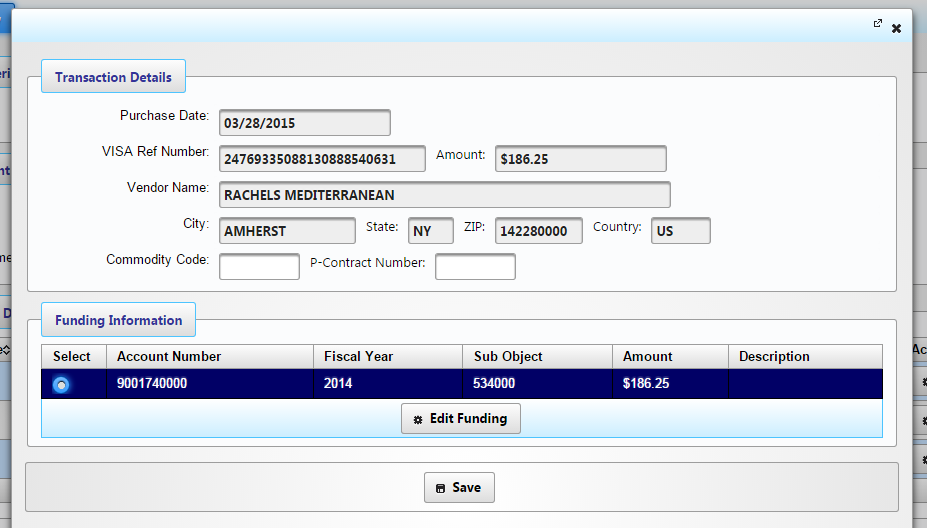 Transaction Details
Purchase Date: 03/28/2015
VISA Ref Number: 24769335088130888540631 Amount: $186.25
Vendor Name: RACHELS MEDITERRANEAN
City: AMHERST State: NY ZIP: 142280000 Country: US
Commodity Code: P-Contract Number:
Funding Information
Select Account Number Fiscal Year Sub Object Amount Description
9001740000 2014 534000 $186.25
Edit Funding
Save